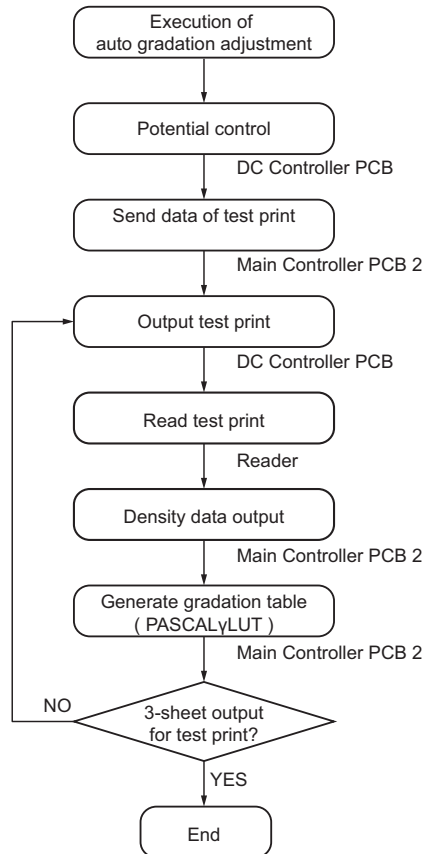 Execution of
auto gradation adjustment
Potential control
DC Controller PCB
Send data of test print
Main Controller PCB 2
Output test print
DC Controller PCB
Read test print
Reader
Density data output
Main Controller PCB 2
Generate gradation table
( PASCALγLUT )
Main Controller PCB 2
NO
3-sheet output
for test print?
YES
End